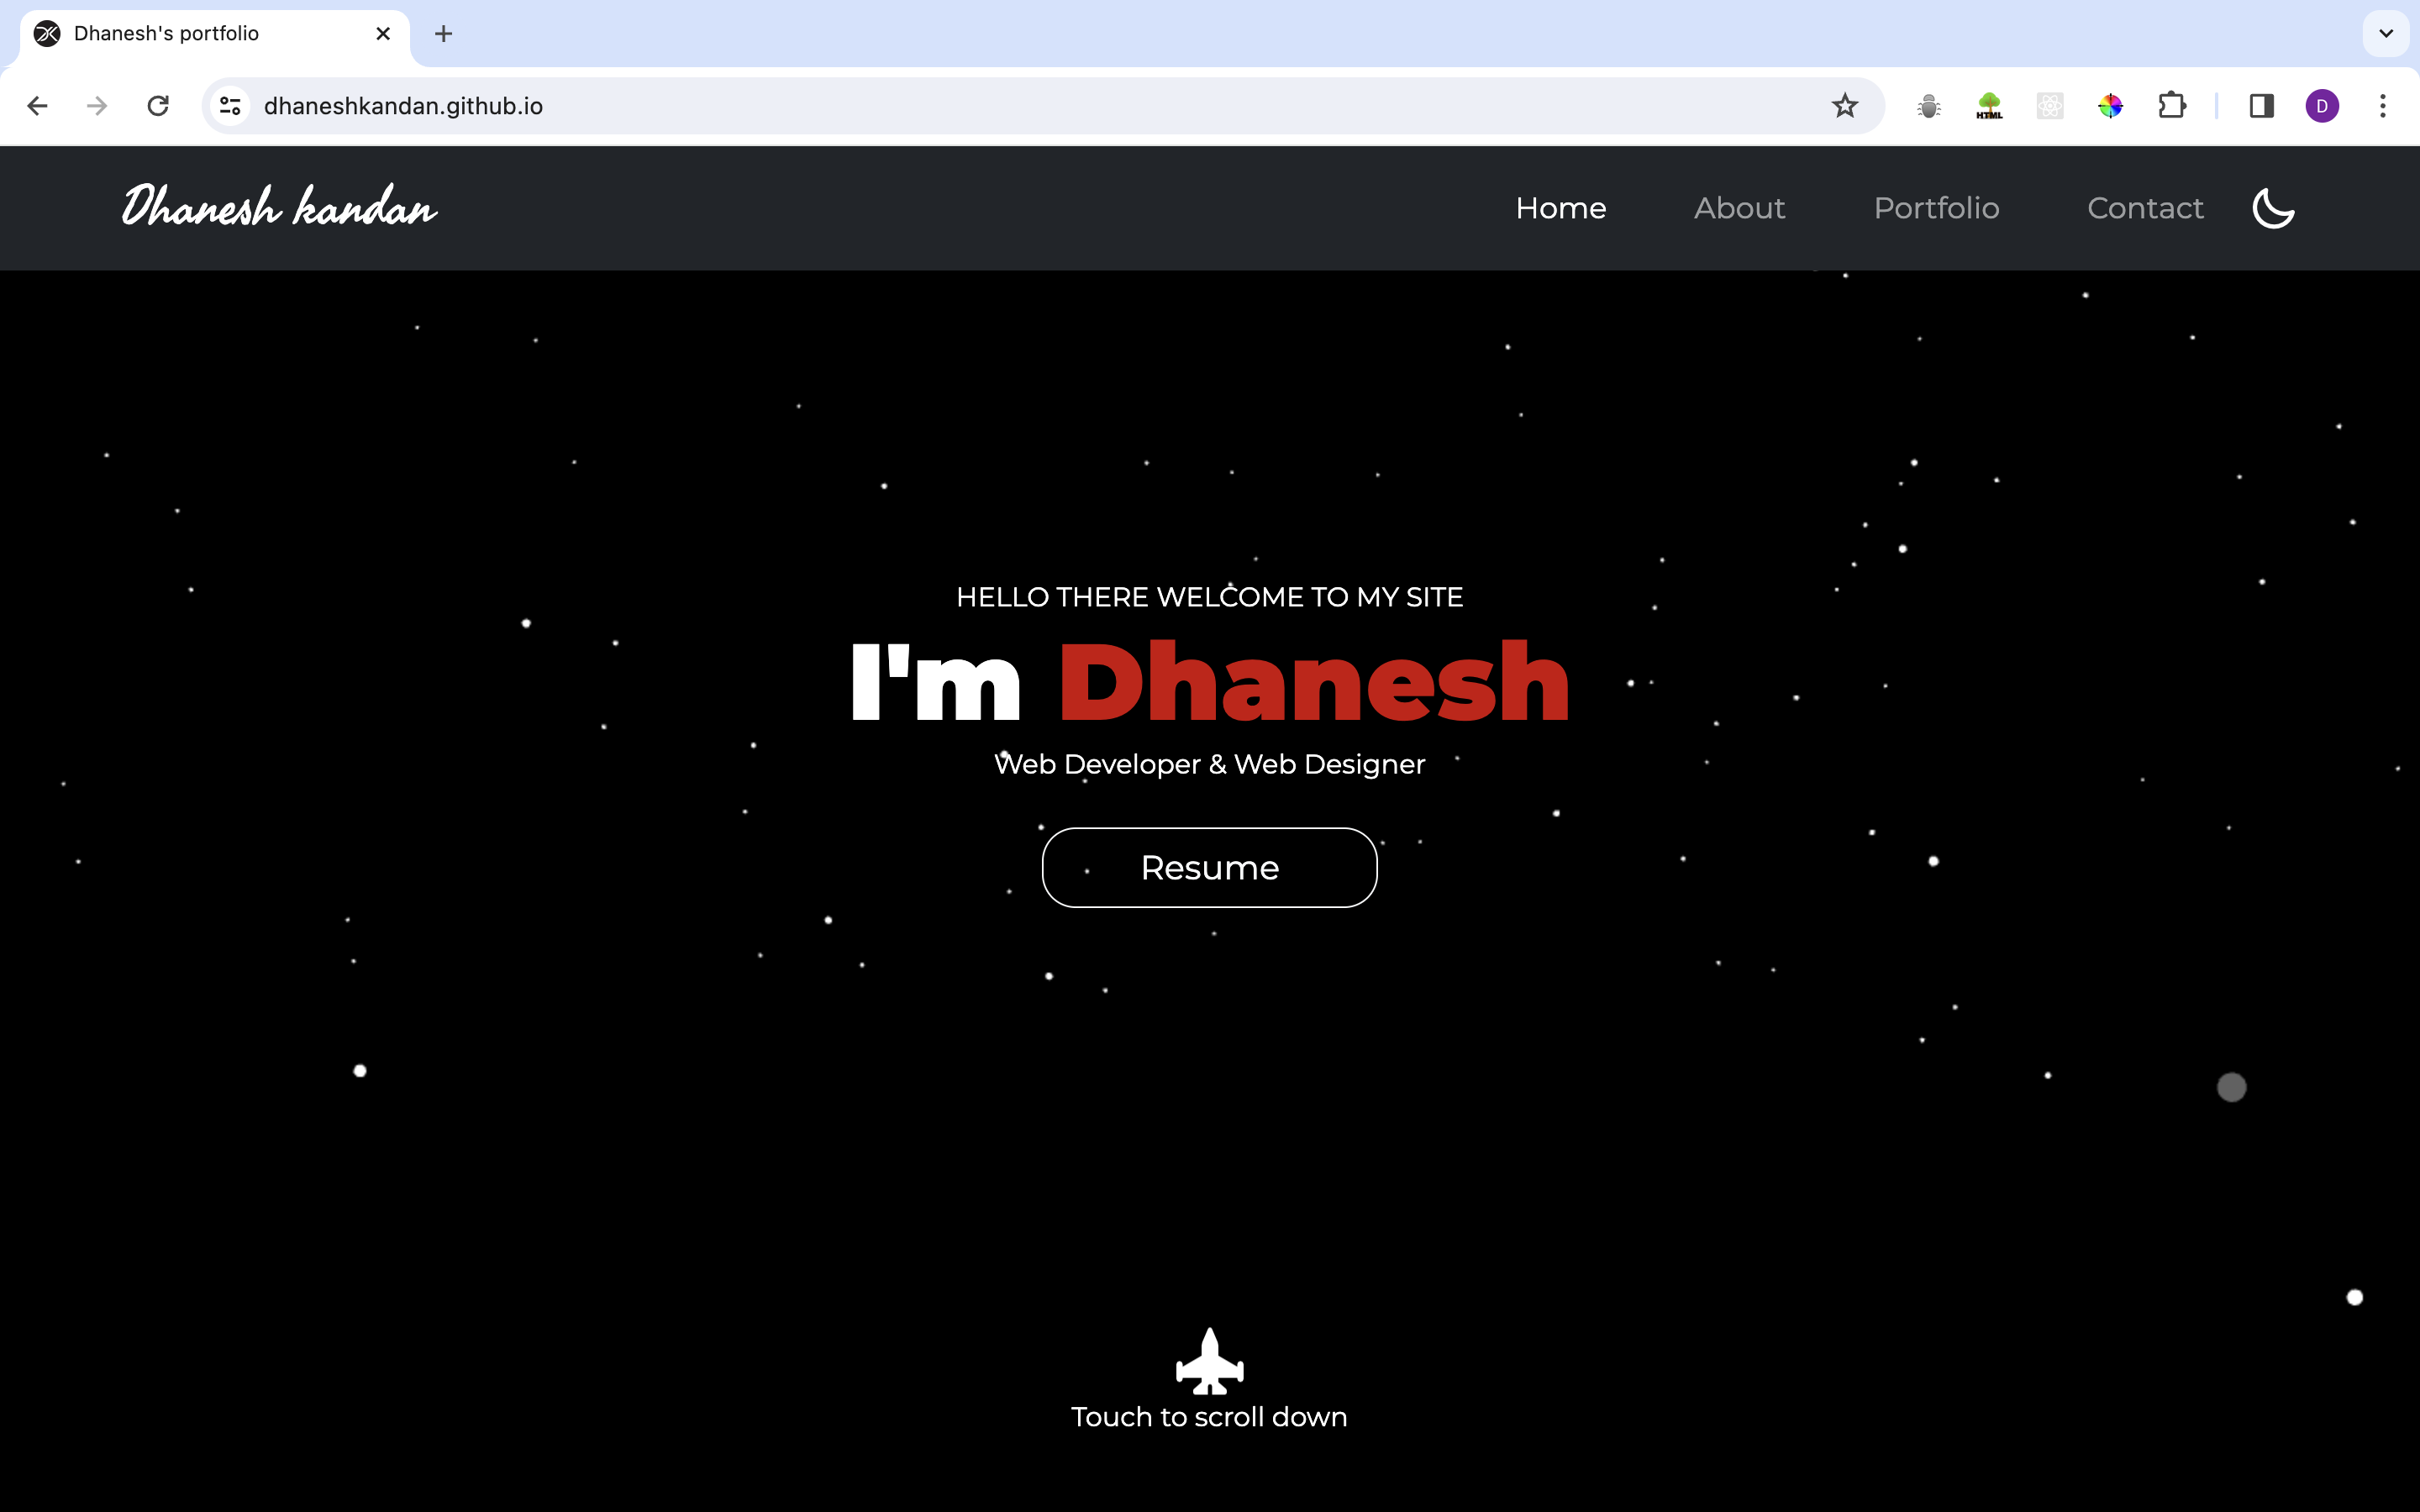 Dhanesh's portfolio
dhaneshkandan.github.io
HTML
D
Dhanesh kandan
Home About Portfolio Contact
HELLO THERE WELCOME TO MY SITE
I'm Dhanesh
Web Developer & Web Designer
Resume
Touch to scroll down